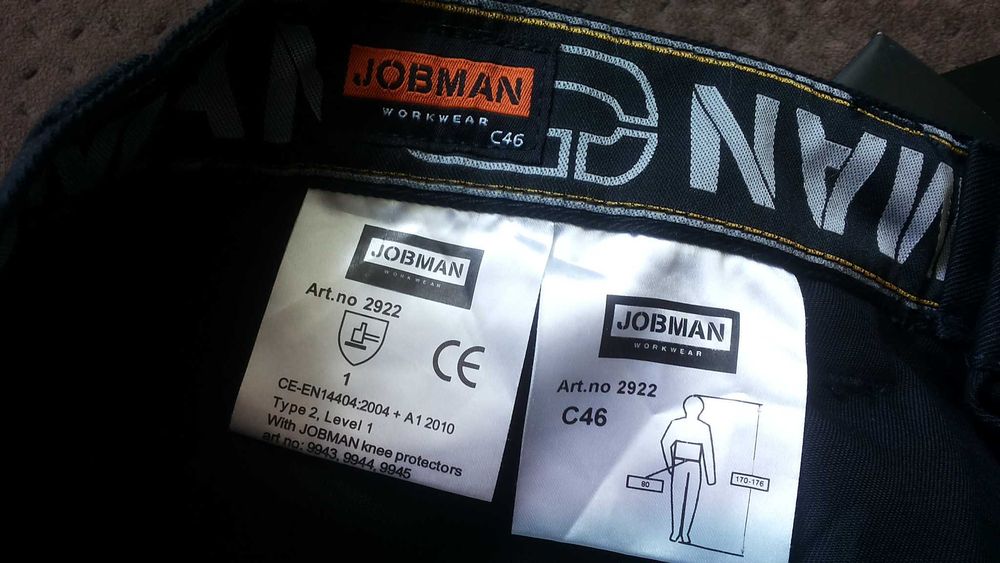 JOBMAN
WORKWEAR
C46
JOBMAN
WORKWEAR
Art.no 2922
CE
1
CE-EN14404:2004 + A1 2010
Type 2, Level 1
With JOBMAN knee protectors
art no: 9943, 9944, 9945
JOBMAN
WORKWEAR
Art.no 2922
C46
80
170-176